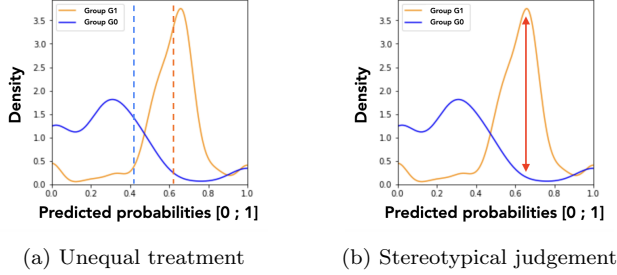 Group G1
Group G0
Density
3.5
3.0
2.5
2.0
1.5
1.0
0.5
0.0
0.0 0.2 0.4 0.6 0.8 1.0
Predicted probabilities [0 ; 1]
(a) Unequal treatment
Group G1
Group G0
Density
3.5
3.0
2.5
2.0
1.5
1.0
0.5
0.0
0.0 0.2 0.4 0.6 0.8 1.0
Predicted probabilities [0 ; 1]
(b) Stereotypical judgement